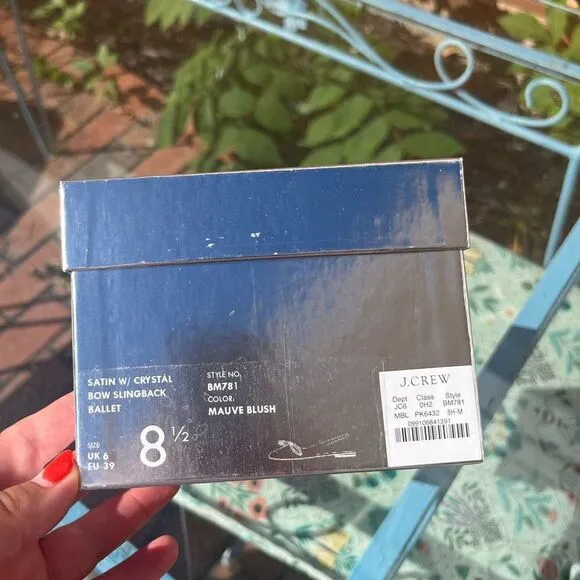 SATIN W/ CRYSTAL
BOW SLINGBACK
BALLET
STYLE NO.
BM781
COLOR:
MAUVE BLUSH
SIZE
UK 6
EU 39
8 1/2
J.CREW
Dept Class Style
JC6 0H2 BM781
MBL PK6432 8H-M
099106841391